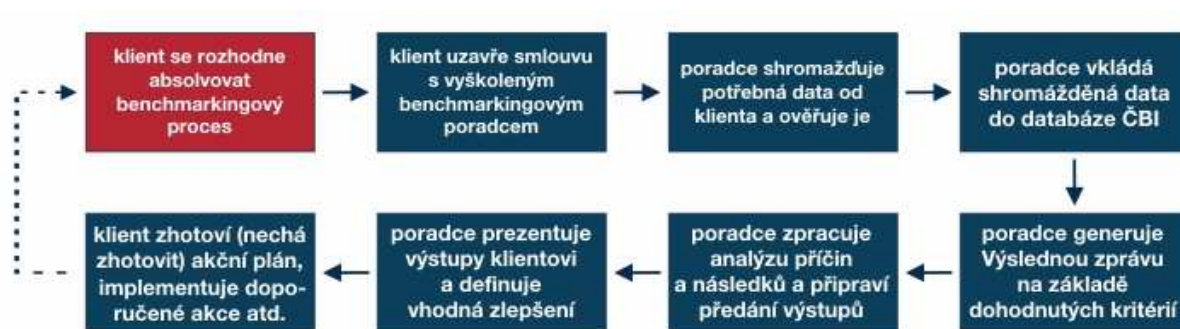 klient se rozhodne
absolvovat
benchmarkingový
proces
klient uzavře smlouvu
s vyškoleným
benchmarkingovým
poradcem
poradce shromažďuje
potřebná data od
klienta a ověřuje je
poradce vkládá
shromážděná data
do databáze ČBI
poradce generuje
Výslednou zprávu
na základě
dohodnutých kritérií
poradce zpracuje
analýzu příčin
a následků a připraví
předání výstupů
poradce prezentuje
výstupy klientovi
a definuje
vhodná zlepšení
klient zhotoví (nechá
zhotovit) akční plán,
implementuje dopo-
ručené akce atd.